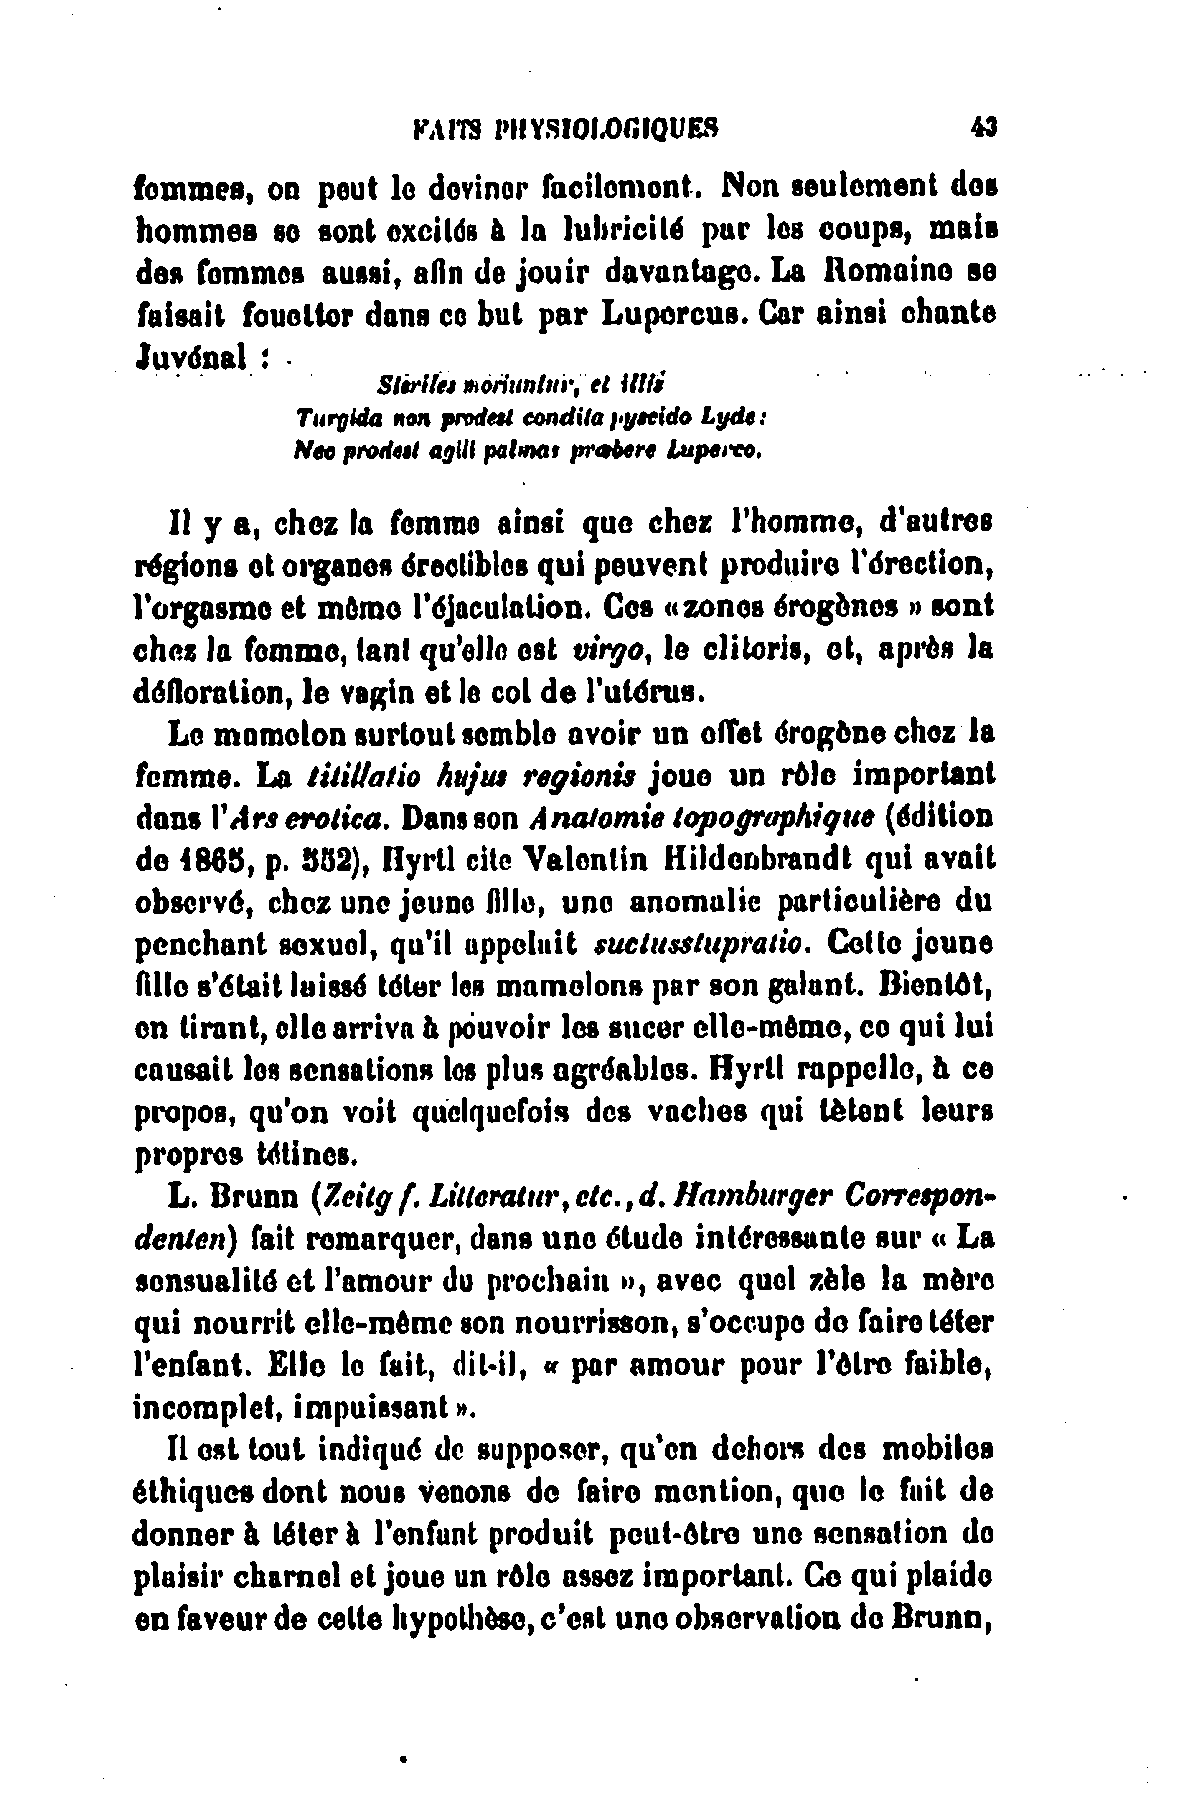 FAITS PHYSIOLOGIQUES 43
femmes, on peut le deviner facilement. Non seulement des
hommes se sont excités à la lubricité par les coups, mais
des femmes aussi, afin de jouir davantage. La Romaine se
faisait fouetter dans ce but par Lupercus. Car ainsi chante
Juvénal :
Steriles moriuntur, et illis
Turgida non prodest condita pyxcido Lyde:
Nec prodest agili palmas præbere Luperco.
Il y a, chez la femme ainsi que chez l'homme, d'autres
régions et organes érectibles qui peuvent produire l'érection,
l'orgasme et même l'éjaculation. Ces « zones érogènes » sont
chez la femme, tant qu'elle est virgo, le clitoris, et, après la
défloration, le vagin et le col de l'utérus.
Le mamelon surtout semble avoir un effet érogène chez la
femme. La titillatio hujus regionis joue un rôle important
dans l'Ars erotica. Dans son Anatomie topographique (édition
de 1865, p. 552), Hyrtl cite Valentin Hildenbrandt qui avait
observé, chez une jeune fille, une anomalie particulière du
penchant sexuel, qu'il appelait suctusstupratio. Cette jeune
fille s'était laissé téter les mamelons par son galant. Bientôt,
en tirant, elle arriva à pouvoir les sucer elle-même, ce qui lui
causait les sensations les plus agréables. Hyrtl rappelle, à ce
propos, qu'on voit quelquefois des vaches qui tètent leurs
propres tétines.
L. Brunn (Zeitg f. Litteratur, etc., d. Hamburger Correspon-
denten) fait remarquer, dans une étude intéressante sur « La
sensualité et l'amour du prochain », avec quel zèle la mère
qui nourrit elle-même son nourrisson, s'occupe de faire téter
l'enfant. Elle le fait, dit-il, « par amour pour l'être faible,
incomplet, impuissant ».
Il est tout indiqué de supposer, qu'en dehors des mobiles
éthiques dont nous venons de faire mention, que le fait de
donner à téter à l'enfant produit peut-être une sensation de
plaisir charnel et joue un rôle assez important. Ce qui plaide
en faveur de cette hypothèse, c'est une observation de Brunn,